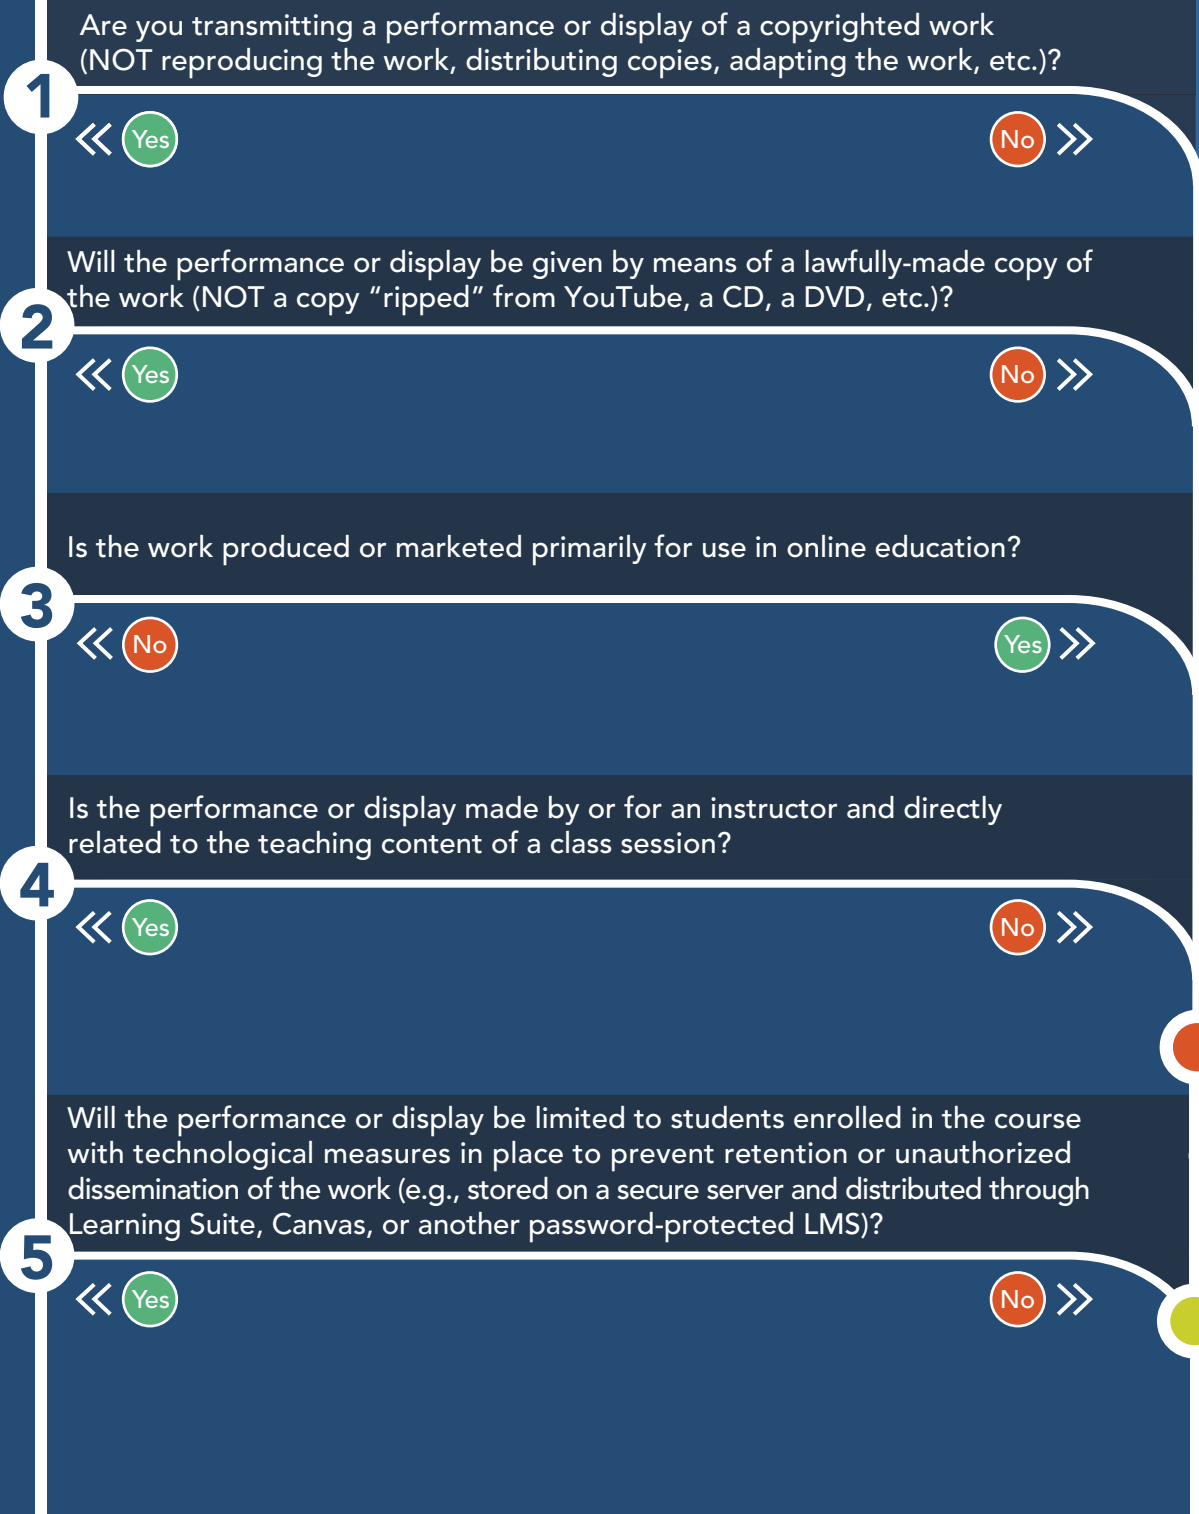 Are you transmitting a performance or display of a copyrighted work
(NOT reproducing the work, distributing copies, adapting the work, etc.)?
1
Yes
No
Will the performance or display be given by means of a lawfully-made copy of
the work (NOT a copy “ripped” from YouTube, a CD, a DVD, etc.)?
2
Yes
No
Is the work produced or marketed primarily for use in online education?
3
No
Yes
Is the performance or display made by or for an instructor and directly
related to the teaching content of a class session?
4
Yes
No
Will the performance or display be limited to students enrolled in the course
with technological measures in place to prevent retention or unauthorized
dissemination of the work (e.g., stored on a secure server and distributed through
Learning Suite, Canvas, or another password-protected LMS)?
5
Yes
No